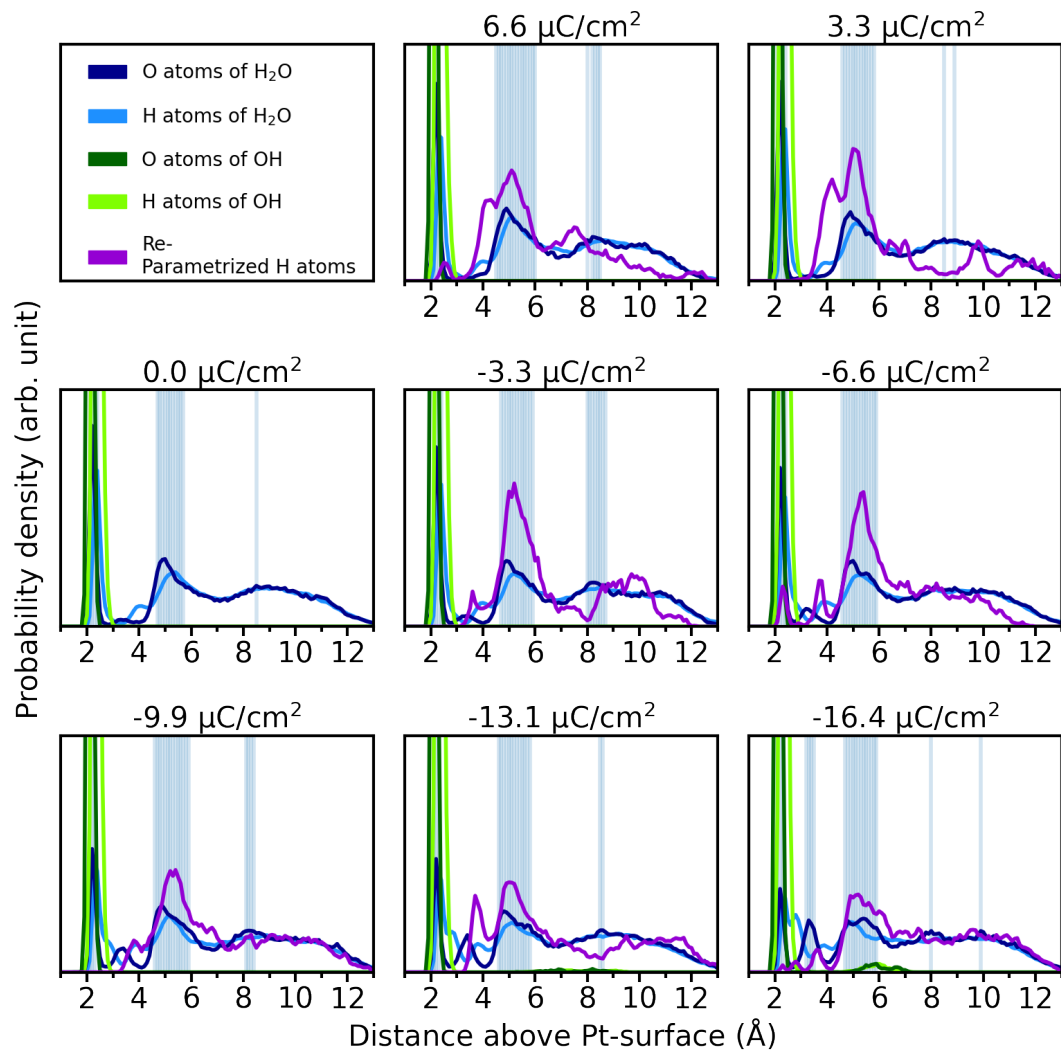 6.6 μC/cm²
3.3 μC/cm²
O atoms of H₂O
H atoms of H₂O
O atoms of OH
H atoms of OH
Re-
Parametrized H atoms
2 4 6 8 10 12
2 4 6 8 10 12
Probability density (arb. unit)
0.0 μC/cm²
-3.3 μC/cm²
-6.6 μC/cm²
2 4 6 8 10 12
2 4 6 8 10 12
2 4 6 8 10 12
-9.9 μC/cm²
-13.1 μC/cm²
-16.4 μC/cm²
2 4 6 8 10 12
2 4 6 8 10 12
2 4 6 8 10 12
Distance above Pt-surface (Å)